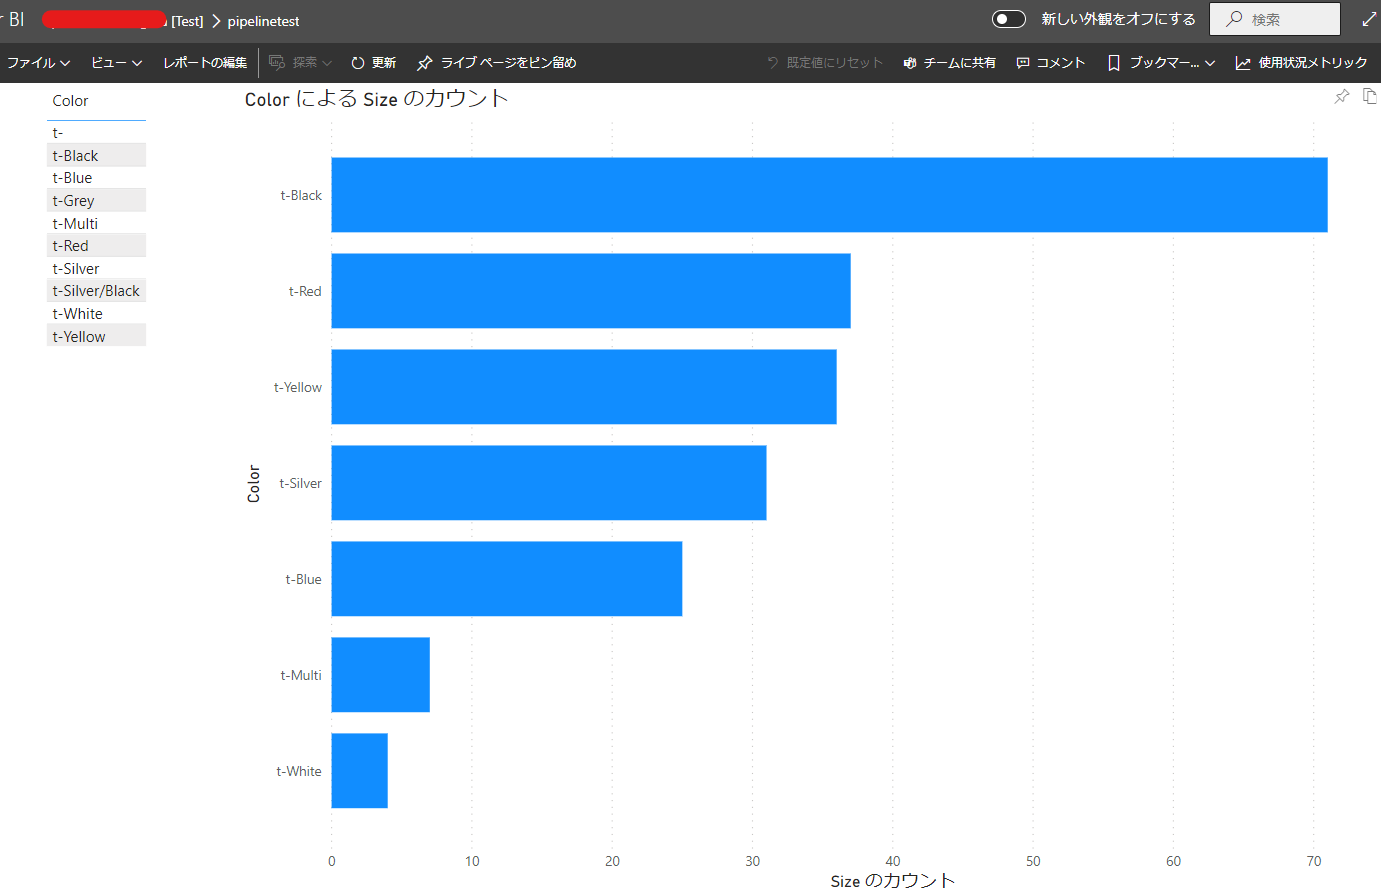 BI [Test] pipelinetest 新しい外観をオフにする 検索
ファイル ビュー レポートの編集 探索 更新 ライブ ページをピン留め 既定値にリセット チームに共有 コメント ブックマー... 使用状況メトリック
Color
t-
t-Black
t-Blue
t-Grey
t-Multi
t-Red
t-Silver
t-Silver/Black
t-White
t-Yellow
Color による Size のカウント
Color
t-Black
t-Red
t-Yellow
t-Silver
t-Blue
t-Multi
t-White
0 10 20 30 40 50 60 70
Size のカウント